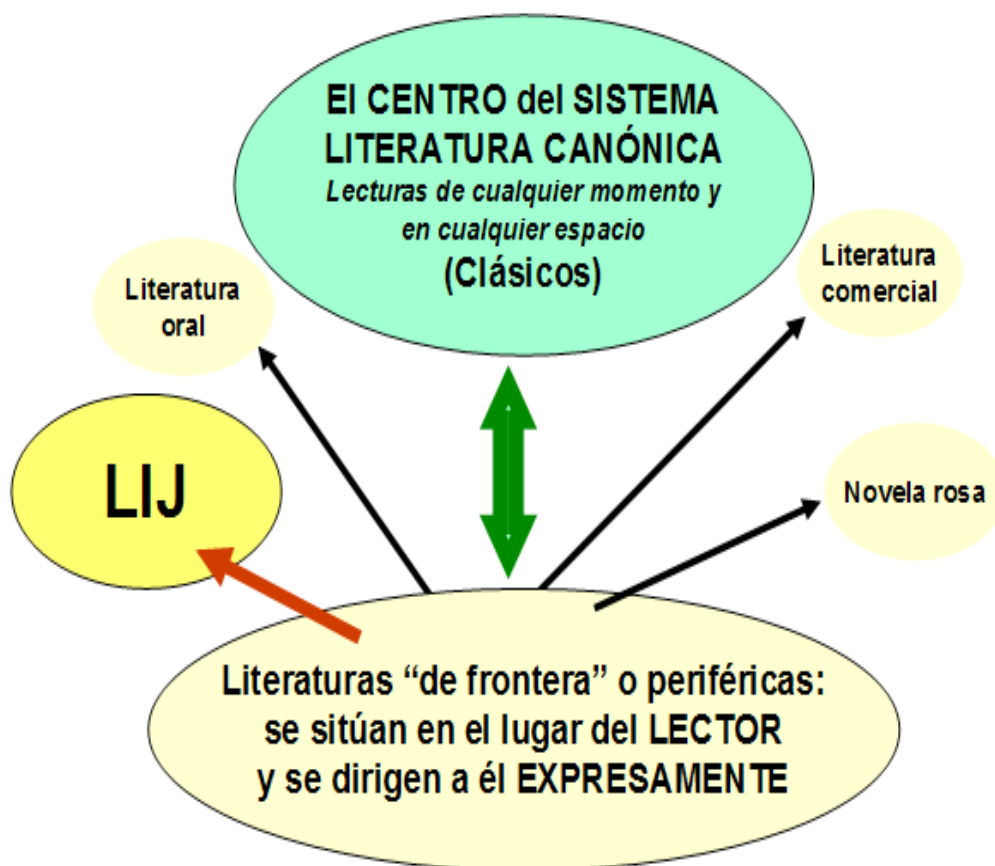 El CENTRO del SISTEMA
LITERATURA CANÓNICA
Lecturas de cualquier momento y
en cualquier espacio
(Clásicos)
Literatura
oral
Literatura
comercial
LIJ
Novela rosa
Literaturas “de frontera” o periféricas:
se sitúan en el lugar del LECTOR
y se dirigen a él EXPRESAMENTE